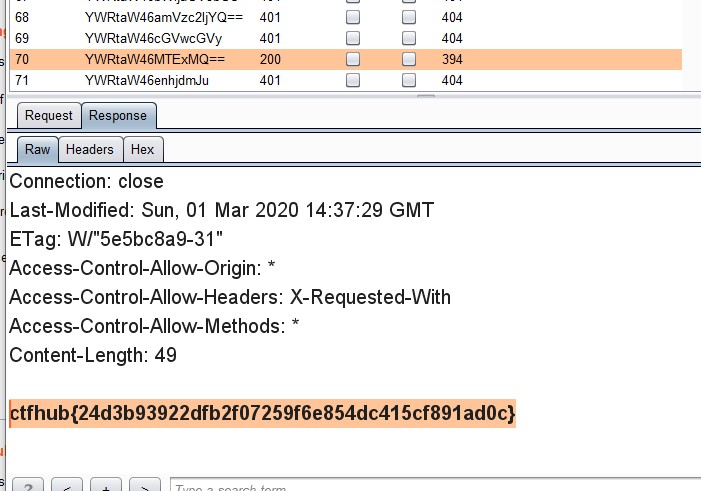 68 YWRtaW46amVzc2ljYQ== 401 404
69 YWRtaW46cGVwcGVy 401 404
70 YWRtaW46MTExMQ== 200 394
71 YWRtaW46enhjdmJu 401 404
Request Response
Raw Headers Hex
Connection: close
Last-Modified: Sun, 01 Mar 2020 14:37:29 GMT
ETag: W/"5e5bc8a9-31"
Access-Control-Allow-Origin: *
Access-Control-Allow-Headers: X-Requested-With
Access-Control-Allow-Methods: *
Content-Length: 49
ctfhub{24d3b93922dfb2f07259f6e854dc415cf891ad0c}
? < + > Type a search term